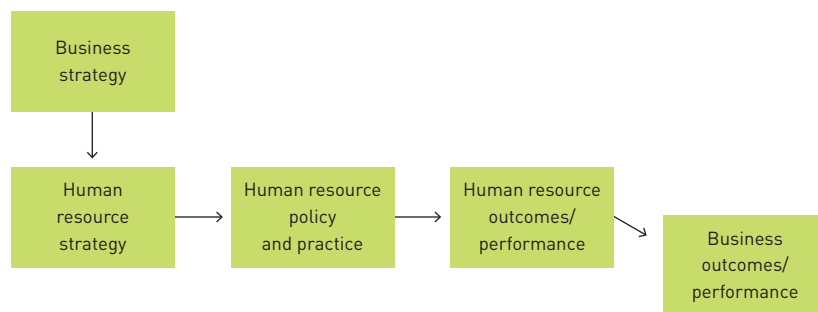 Business
strategy
Human
resource
strategy
Human resource
policy
and practice
Human resource
outcomes/
performance
Business
outcomes/
performance